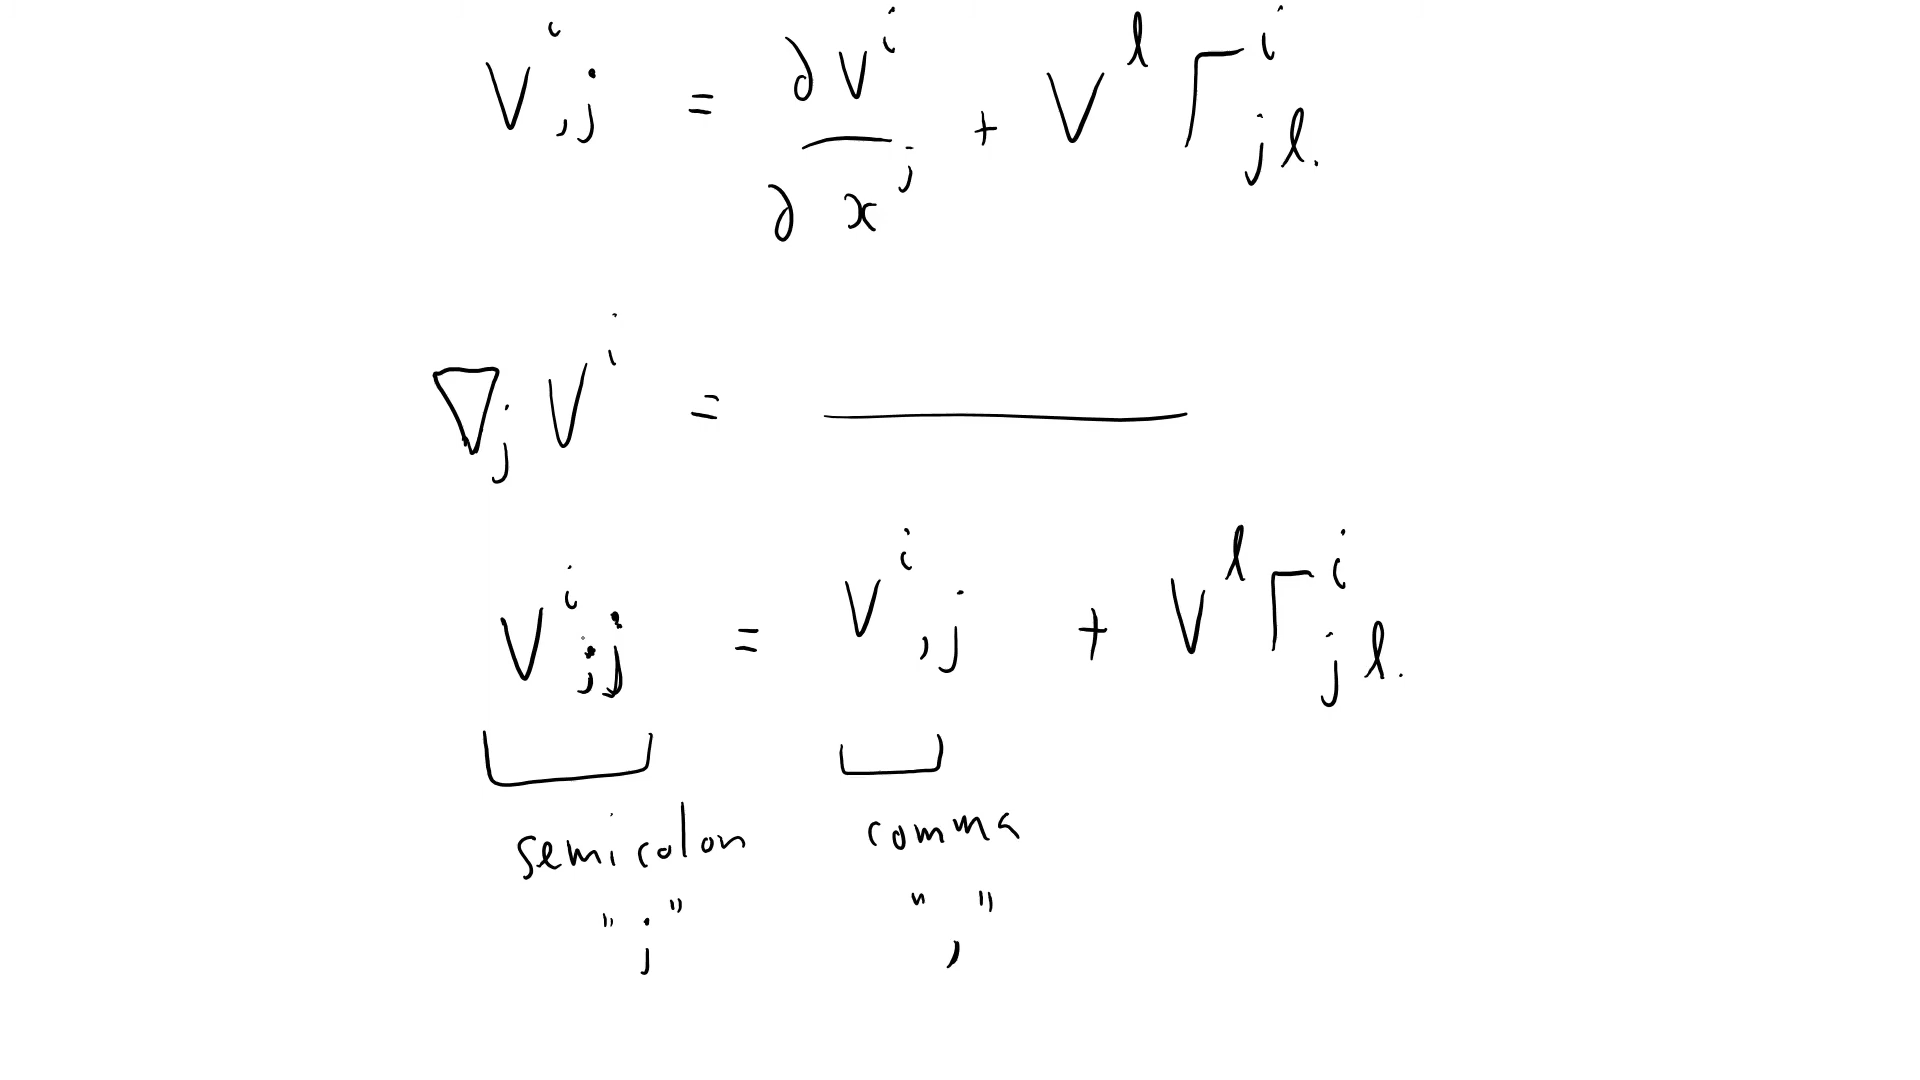 V^i_{,j} = ∂V^i / ∂x^j + V^l Γ^i_{jl}.
∇_j V^i = ______
V^i_{;j} = V^i_{,j} + V^l Γ^i_{jl}.
semicolon comma
";" ","